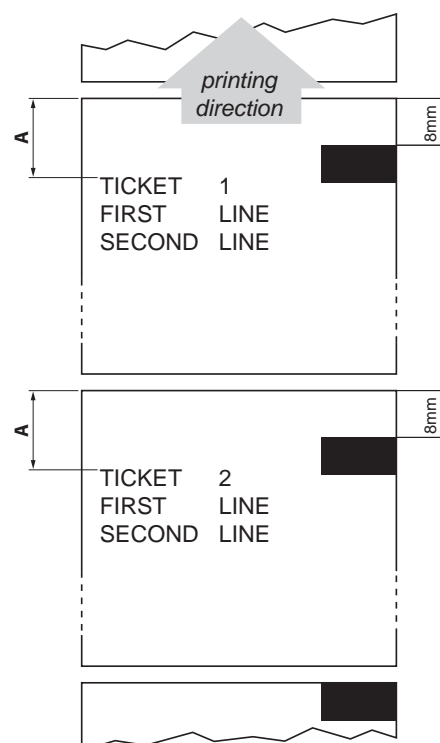 printing
direction
A
8mm
TICKET 1
FIRST LINE
SECOND LINE
A
8mm
TICKET 2
FIRST LINE
SECOND LINE